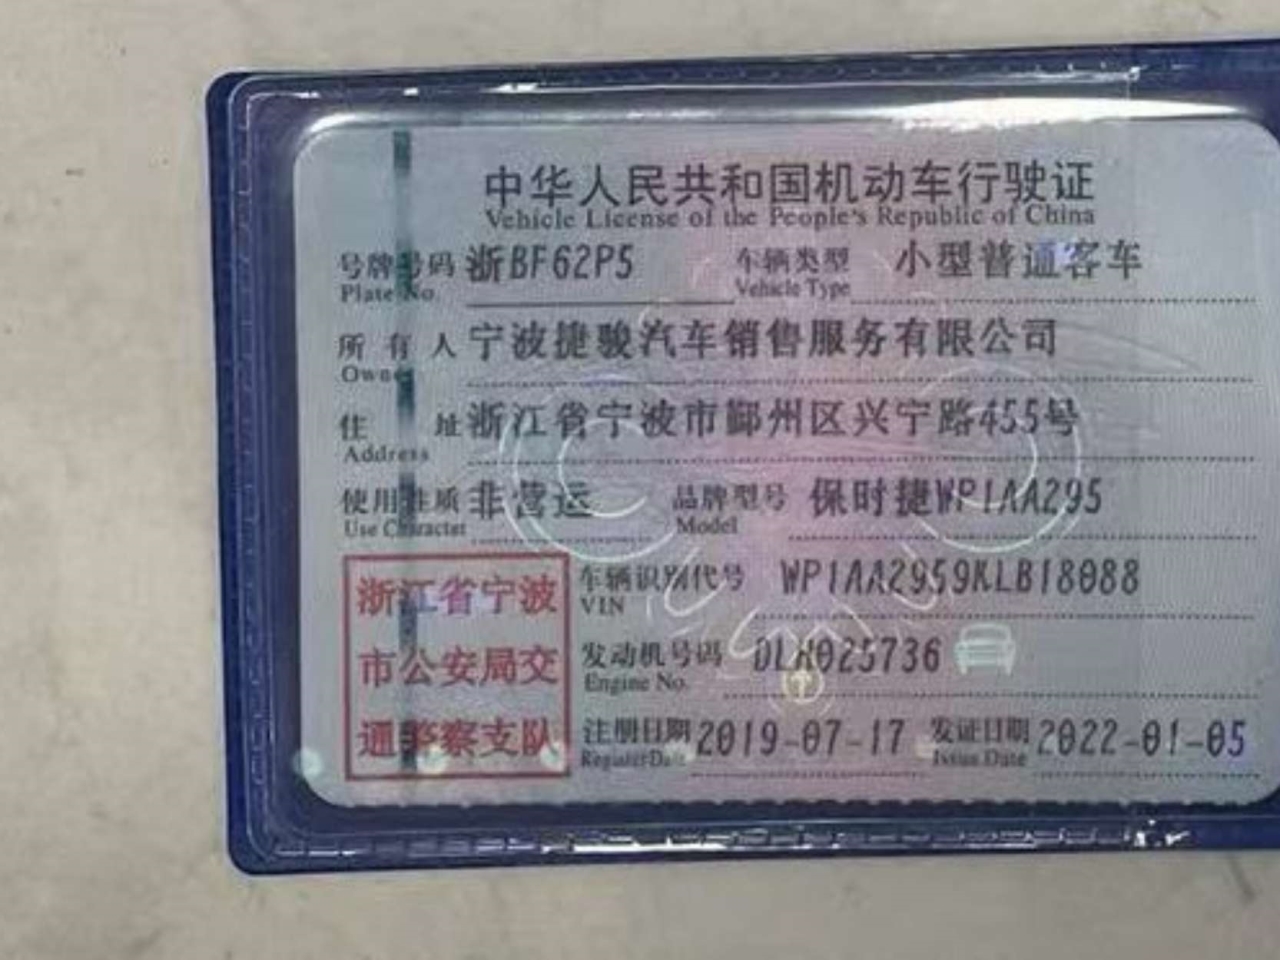 中华人民共和国机动车行驶证
Vehicle License of the People's Republic of China
号牌号码 浙BF62P5 车辆类型 小型普通客车
Plate No. Vehicle Type
所有人 宁波捷骏汽车销售服务有限公司
Owner
住址 浙江省宁波市鄞州区兴宁路455号
Address
使用性质 非营运 品牌型号 保时捷WP1AA295
Use Character Model
浙江省宁波 车辆识别代号 WP1AA2959KLB18088
VIN
市公安局交 发动机号码 DLH025736
Engine No.
通警察支队 注册日期 2019-07-17 发证日期 2022-01-05
Register Date Issue Date